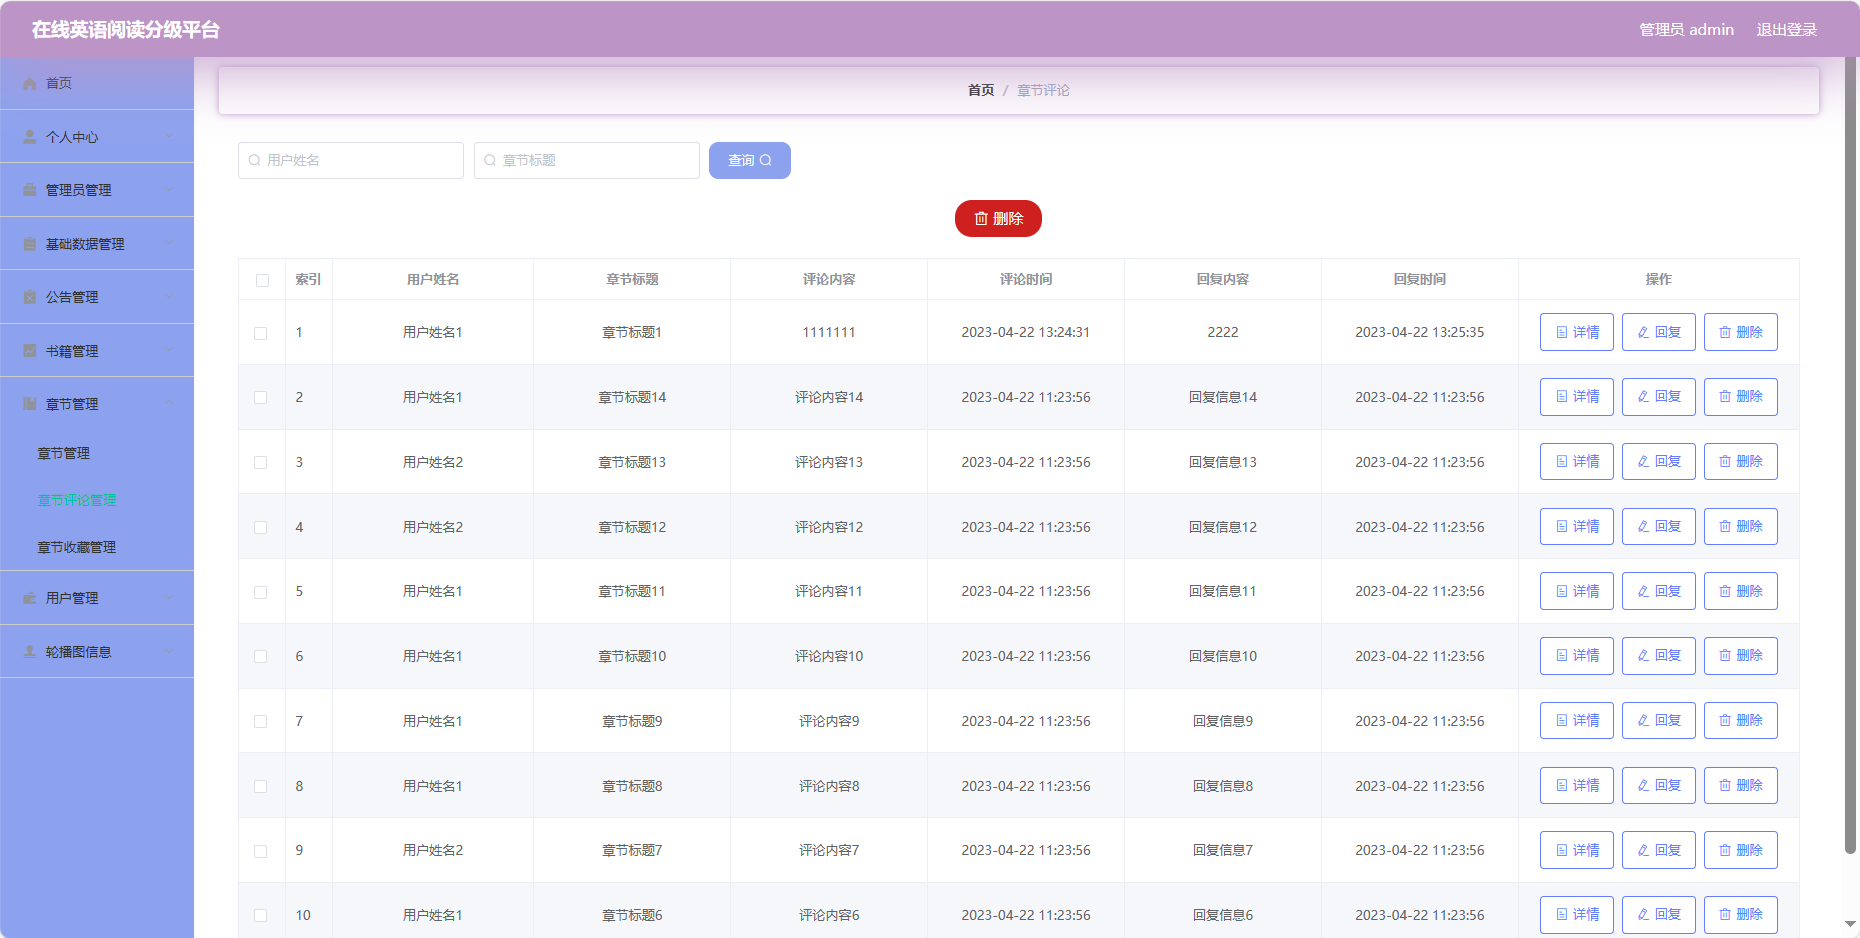 在线英语阅读分级平台
管理员 admin 退出登录
首页
个人中心
管理员管理
基础数据管理
公告管理
书籍管理
章节管理
章节管理
章节评论管理
章节收藏管理
用户管理
轮播图信息
首页 / 章节评论
用户姓名 章节标题 查询
删除
索引 用户姓名 章节标题 评论内容 评论时间 回复内容 回复时间 操作
1 用户姓名1 章节标题1 1111111 2023-04-22 13:24:31 2222 2023-04-22 13:25:35 详情 回复 删除
2 用户姓名1 章节标题14 评论内容14 2023-04-22 11:23:56 回复信息14 2023-04-22 11:23:56 详情 回复 删除
3 用户姓名2 章节标题13 评论内容13 2023-04-22 11:23:56 回复信息13 2023-04-22 11:23:56 详情 回复 删除
4 用户姓名2 章节标题12 评论内容12 2023-04-22 11:23:56 回复信息12 2023-04-22 11:23:56 详情 回复 删除
5 用户姓名1 章节标题11 评论内容11 2023-04-22 11:23:56 回复信息11 2023-04-22 11:23:56 详情 回复 删除
6 用户姓名1 章节标题10 评论内容10 2023-04-22 11:23:56 回复信息10 2023-04-22 11:23:56 详情 回复 删除
7 用户姓名1 章节标题9 评论内容9 2023-04-22 11:23:56 回复信息9 2023-04-22 11:23:56 详情 回复 删除
8 用户姓名1 章节标题8 评论内容8 2023-04-22 11:23:56 回复信息8 2023-04-22 11:23:56 详情 回复 删除
9 用户姓名2 章节标题7 评论内容7 2023-04-22 11:23:56 回复信息7 2023-04-22 11:23:56 详情 回复 删除
10 用户姓名1 章节标题6 评论内容6 2023-04-22 11:23:56 回复信息6 2023-04-22 11:23:56 详情 回复 删除